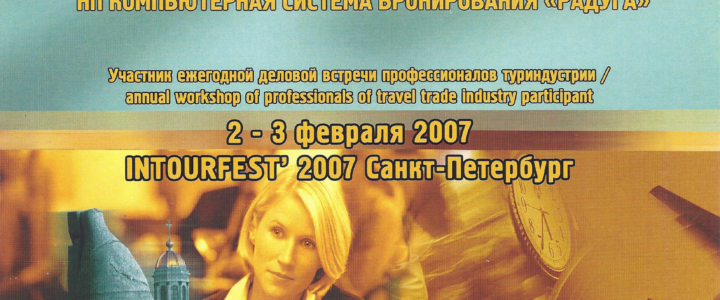 НП КОМПЬЮТЕРНАЯ СИСТЕМА БРОНИРОВАНИЯ «РАДУГА»
Участник ежегодной деловой встречи профессионалов туриндустрии /
annual workshop of professionals of travel trade industry participant
2 - 3 февраля 2007
INTOURFEST' 2007 Санкт-Петербург